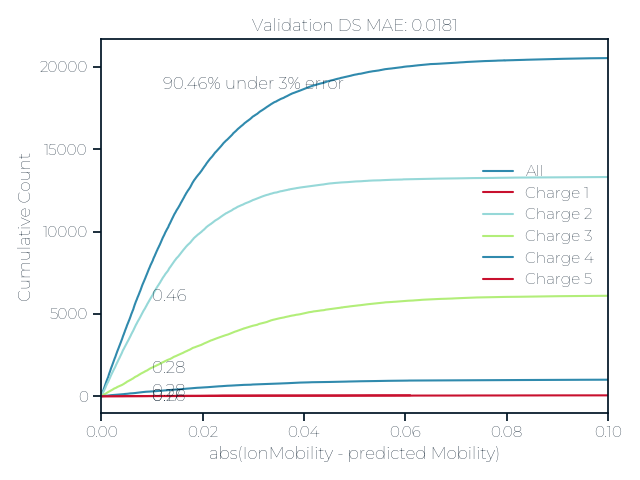 Validation DS MAE: 0.0181
Cumulative Count
20000
15000
10000
5000
0
90.46% under 3% error
0.46
0.28
0.28
All
Charge 1
Charge 2
Charge 3
Charge 4
Charge 5
0.00 0.02 0.04 0.06 0.08 0.10
abs(IonMobility - predicted Mobility)